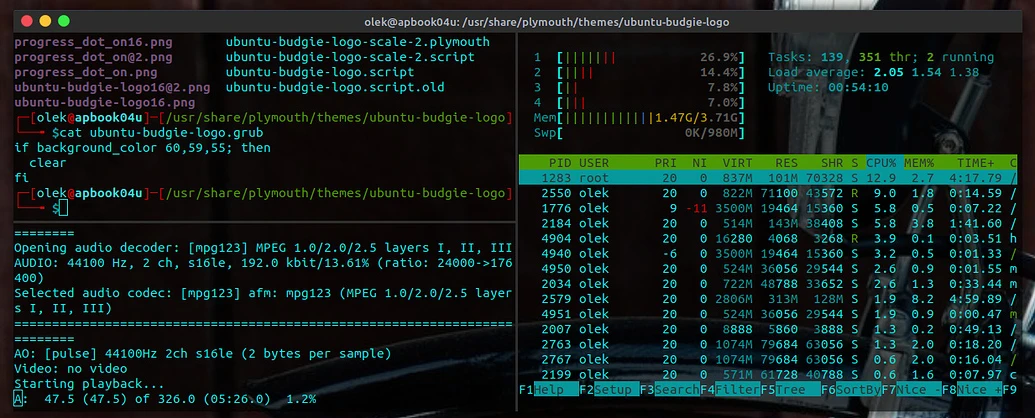 olek@apbook04u: /usr/share/plymouth/themes/ubuntu-budgie-logo
progress_dot_on16.png ubuntu-budgie-logo-scale-2.plymouth
progress_dot_on@2.png ubuntu-budgie-logo-scale-2.script
progress_dot_on.png ubuntu-budgie-logo.script
ubuntu-budgie-logo16@2.png ubuntu-budgie-logo.script.old
ubuntu-budgie-logo16.png
[olek@apbook04u]-[/usr/share/plymouth/themes/ubuntu-budgie-logo]
$cat ubuntu-budgie-logo.grub
if background_color 60,59,55; then
clear
fi
[olek@apbook04u]-[/usr/share/plymouth/themes/ubuntu-budgie-logo]
$
========
Opening audio decoder: [mpg123] MPEG 1.0/2.0/2.5 layers I, II, III
AUDIO: 44100 Hz, 2 ch, s16le, 192.0 kbit/13.61% (ratio: 24000->176
400)
Selected audio codec: [mpg123] afm: mpg123 (MPEG 1.0/2.0/2.5 layer
s I, II, III)
==================================================================
========
AO: [pulse] 44100Hz 2ch s16le (2 bytes per sample)
Video: no video
Starting playback...
A: 47.5 (47.5) of 326.0 (05:26.0) 1.2%
1 [||||||| 26.9%]
2 [|||| 14.4%]
3 [|| 7.8%]
4 [|| 7.0%]
Mem[||||||||||||1.47G/3.71G]
Swp[ 0K/980M]
Tasks: 139, 351 thr; 2 running
Load average: 2.05 1.54 1.38
Uptime: 00:54:10
PID USER PRI NI VIRT RES SHR S CPU% MEM% TIME+ C
1283 root 20 0 837M 101M 70328 S 12.9 2.7 4:17.79 /
2550 olek 20 0 822M 71100 43572 R 9.0 1.8 0:14.59 /
1776 olek 9 -11 3500M 19464 15360 S 5.8 0.5 0:07.22 /
2184 olek 20 0 514M 143M 38408 S 5.8 3.8 1:41.60 /
4904 olek 20 0 16280 4068 3268 R 3.9 0.1 0:03.51 h
4940 olek -6 0 3500M 19464 15360 S 3.2 0.5 0:01.33 /
4950 olek 20 0 524M 36056 29544 S 2.6 0.9 0:01.55 m
2034 olek 20 0 722M 48788 33652 S 2.6 1.3 0:33.44 m
2579 olek 20 0 2806M 313M 128M S 1.9 8.2 4:59.89 /
4951 olek 20 0 524M 36056 29544 S 1.9 0.9 0:00.47 m
2007 olek 20 0 8888 5860 3888 S 1.3 0.2 0:49.13 /
2763 olek 20 0 1074M 79684 63056 S 1.3 2.0 0:18.20 /
2767 olek 20 0 1074M 79684 63056 S 0.6 2.0 0:16.04 /
2199 olek 20 0 571M 61728 40788 S 0.6 1.6 0:07.97 c
F1Help F2Setup F3SearchF4FilterF5Tree F6SortByF7Nice -F8Nice +F9